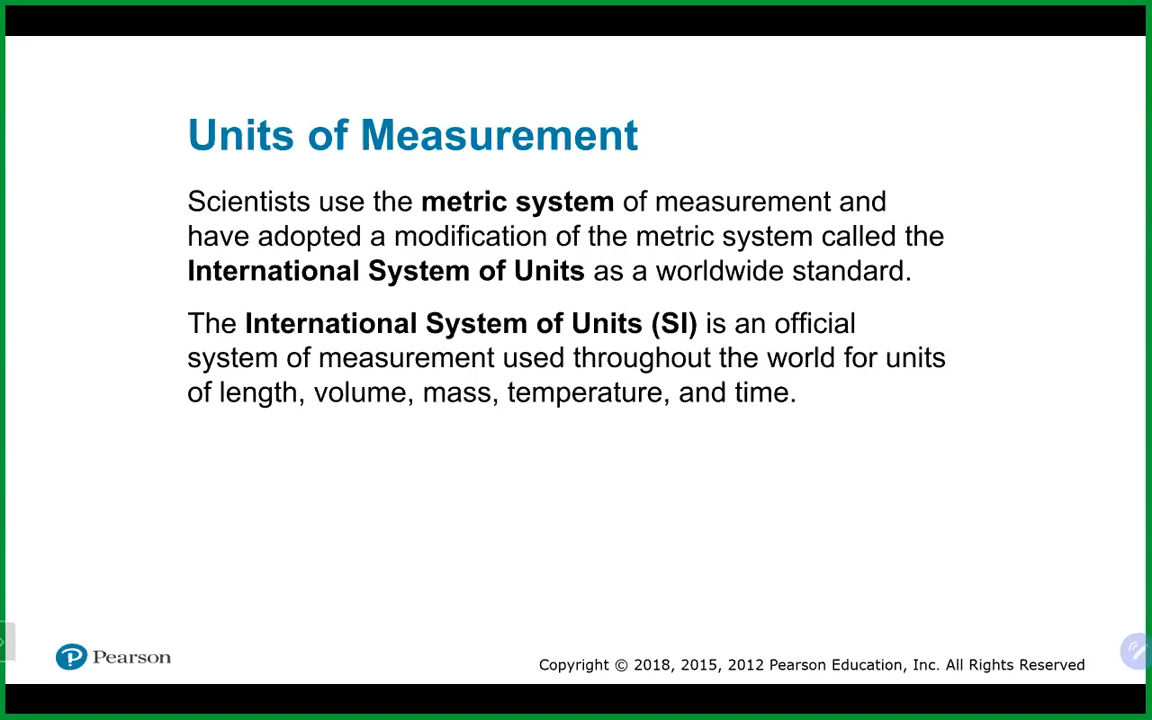 Units of Measurement
Scientists use the metric system of measurement and
have adopted a modification of the metric system called the
International System of Units as a worldwide standard.
The International System of Units (SI) is an official
system of measurement used throughout the world for units
of length, volume, mass, temperature, and time.
Pearson
Copyright © 2018, 2015, 2012 Pearson Education, Inc. All Rights Reserved